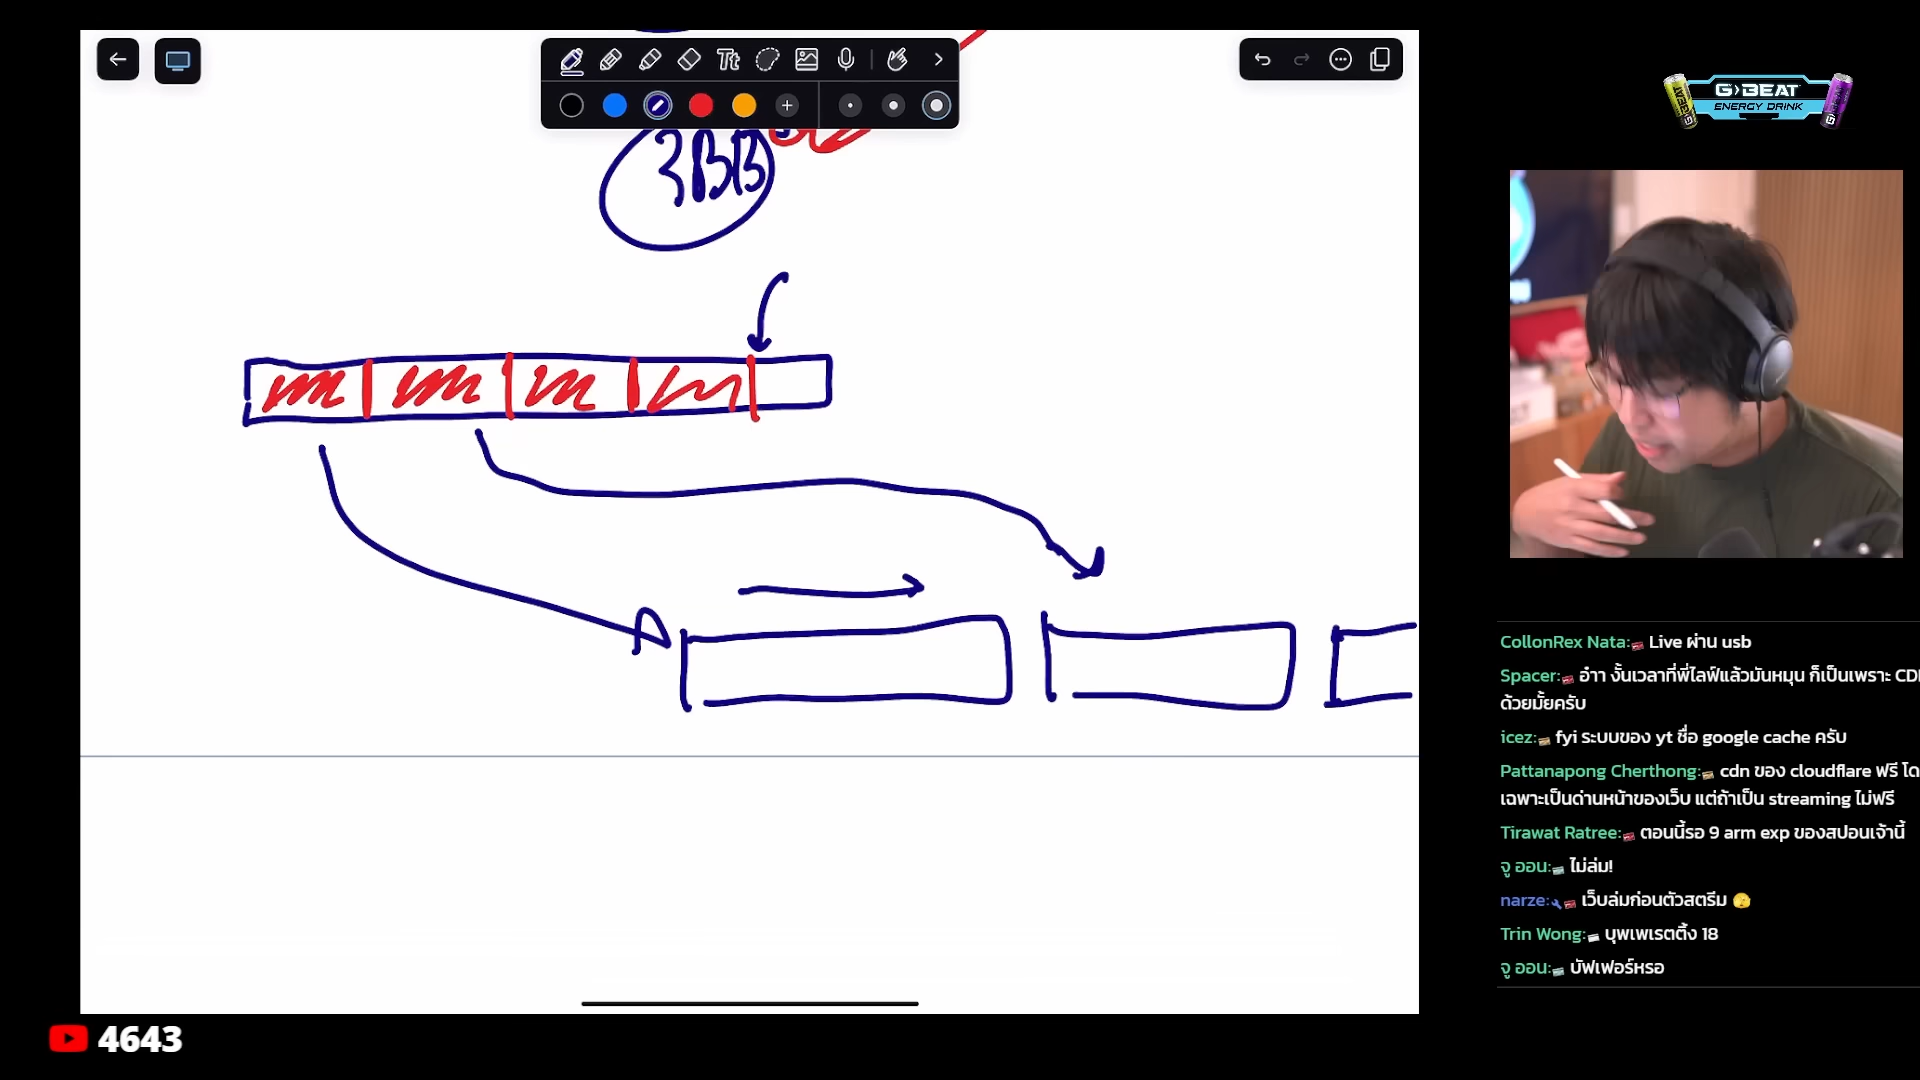 Tt
3BB
G>BEAT
ENERGY DRINK
CollonRex Nata: Live ผ่าน usb
Spacer: อ๋าา งั้นเวลาที่พี่ไลฟ์แล้วมันหมุน ก็เป็นเพราะ CD
ด้วยมั้ยครับ
icez: fyi ระบบของ yt ชื่อ google cache ครับ
Pattanapong Cherthong: cdn ของ cloudflare ฟรี โด
เฉพาะเป็นด่านหน้าของเว็บ แต่ถ้าเป็น streaming ไม่ฟรี
Tirawat Ratree: ตอนนี้รอ 9 arm exp ของสปอนเจ้านี้
จู ออน: ไม่ล่ม!
narze: เว็บล่มก่อนตัวสตรีม
Trin Wong: บุพเพเรตติ้ง 18
จู ออน: บัฟเฟอร์หรอ
4643